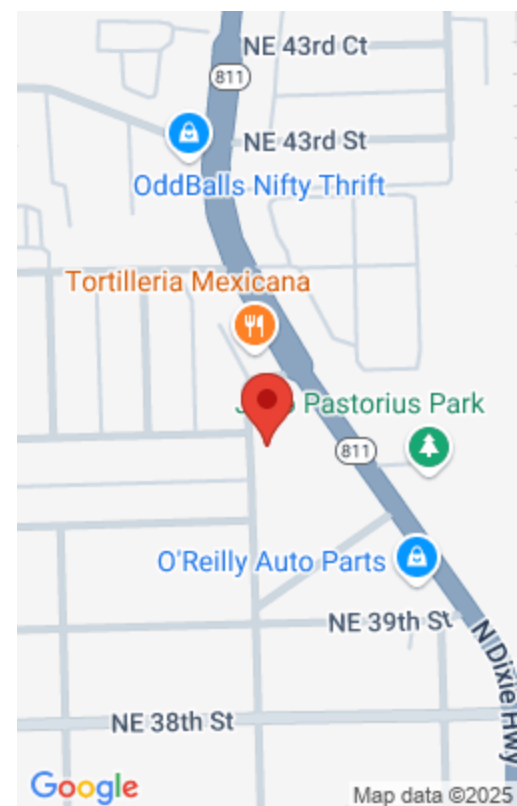 NE 43rd Ct
811
NE 43rd St
OddBalls Nifty Thrift
Tortilleria Mexicana
Pastorius Park
811
O'Reilly Auto Parts
NE 39th St
N Dixie Hwy
NE 38th St
Google
Map data ©2025